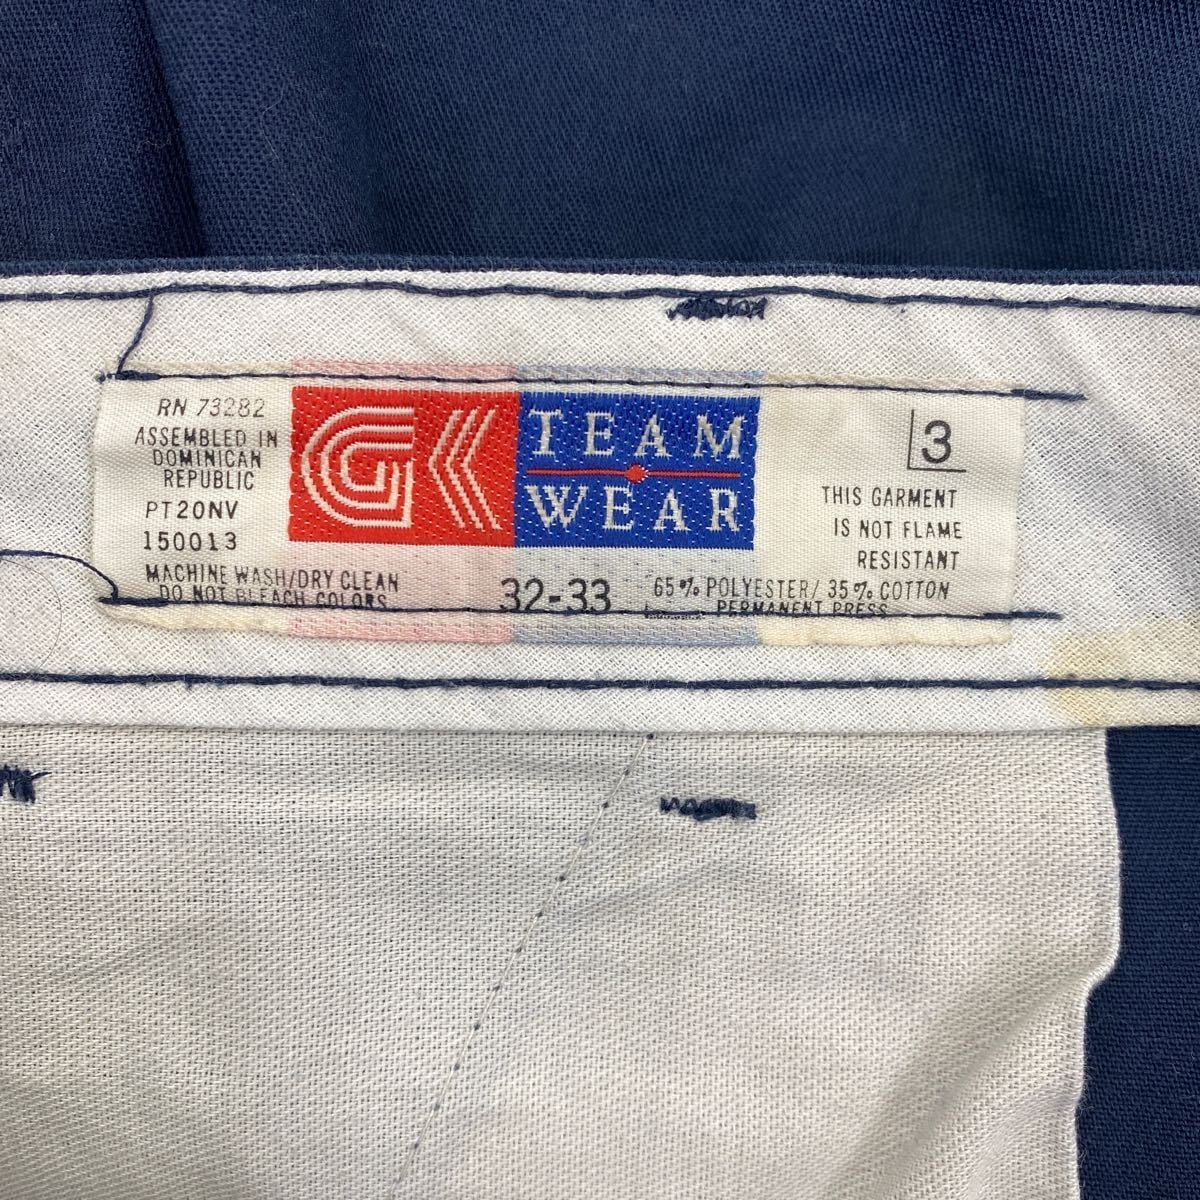 RN 73282
ASSEMBLED IN
DOMINICAN
REPUBLIC
PT20NV
150013
MACHINE WASH/DRY CLEAN
DO NOT BLEACH COLORS
G
TEAM
WEAR
32-33
3
THIS GARMENT
IS NOT FLAME
RESISTANT
65% POLYESTER/35% COTTON
PERMANENT PRESS